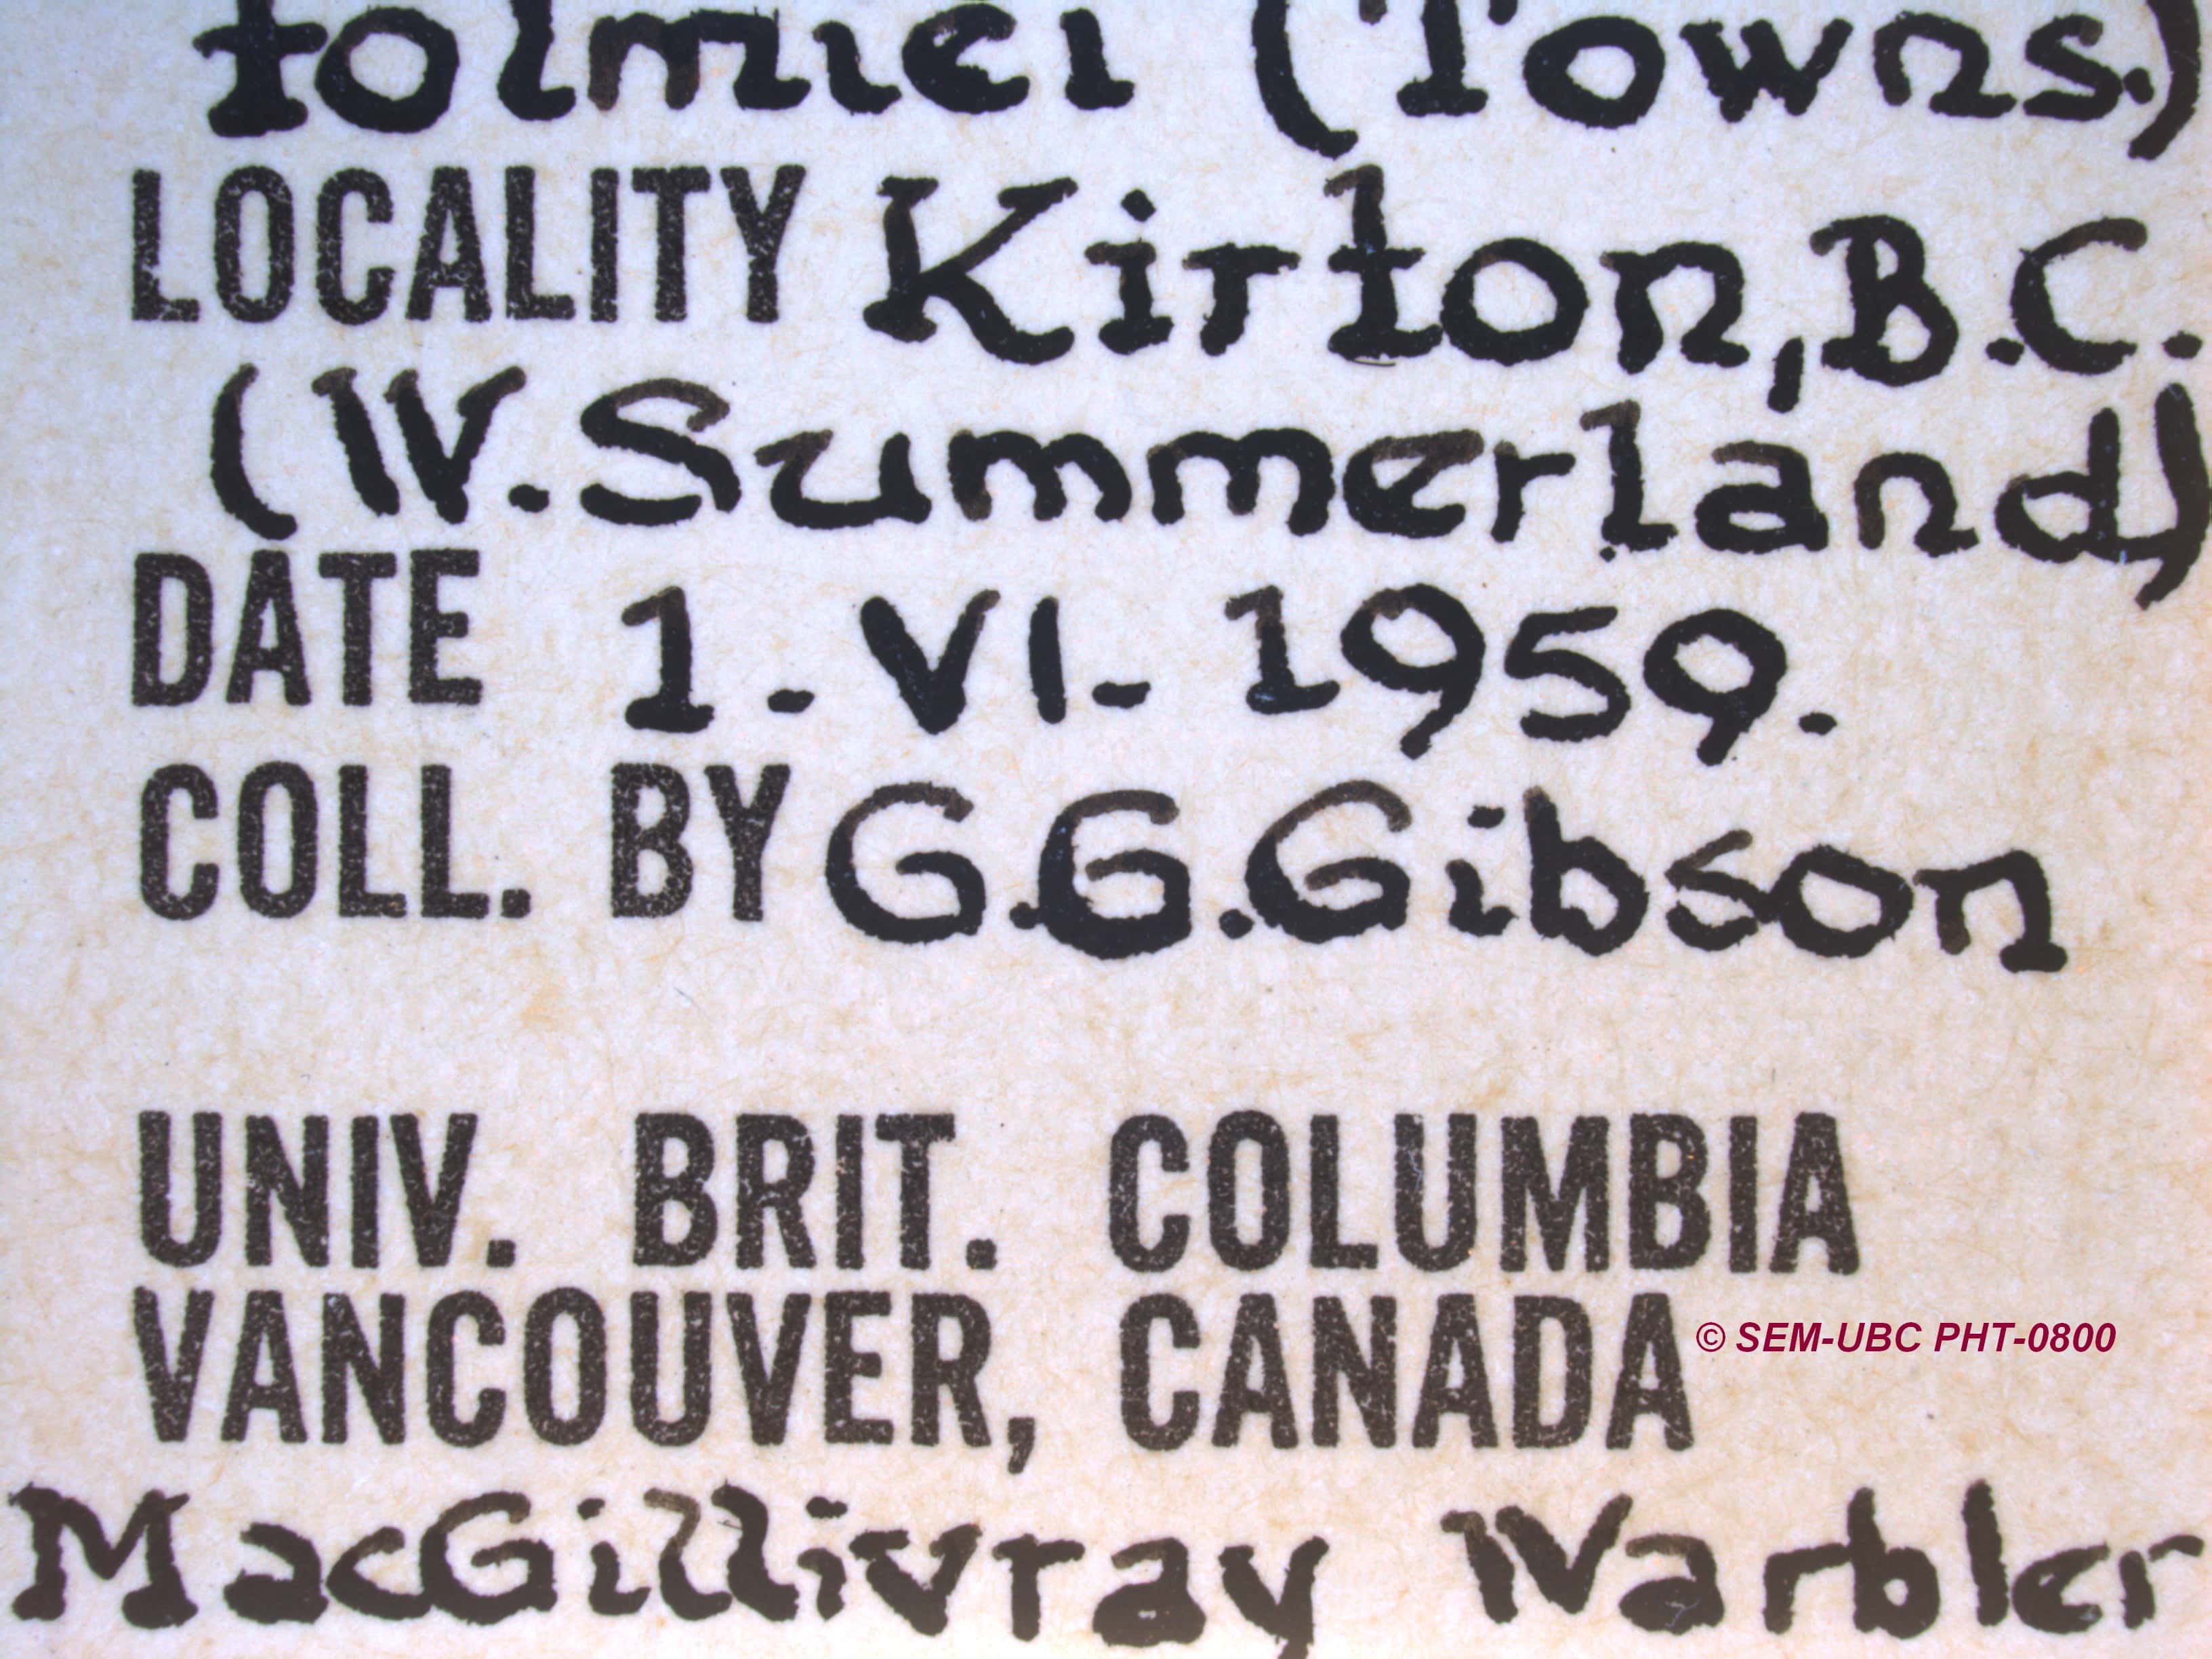 tolmiei (Towns.)
LOCALITY Kirton, B.C.
(W. Summerland)
DATE 1. VI. 1959.
COLL. BY G.G.Gibson
UNIV. BRIT. COLUMBIA
VANCOUVER, CANADA
© SEM-UBC PHT-0800
MacGillivray Warbler